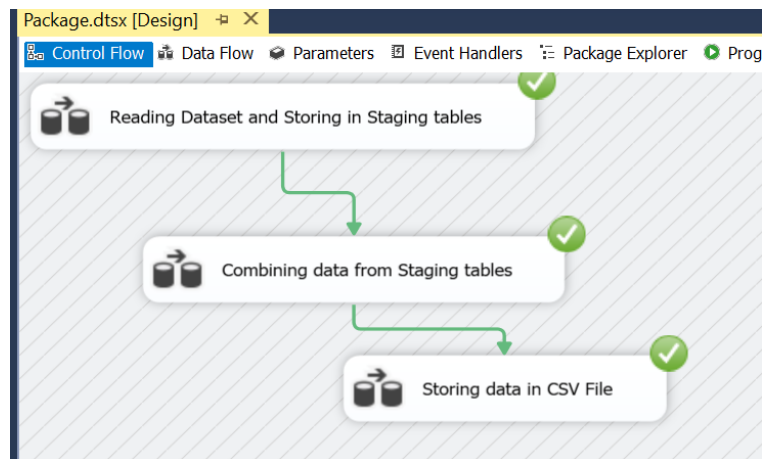 Package.dtsx [Design]
Control Flow Data Flow Parameters Event Handlers Package Explorer
Reading Dataset and Storing in Staging tables
Combining data from Staging tables
Storing data in CSV File